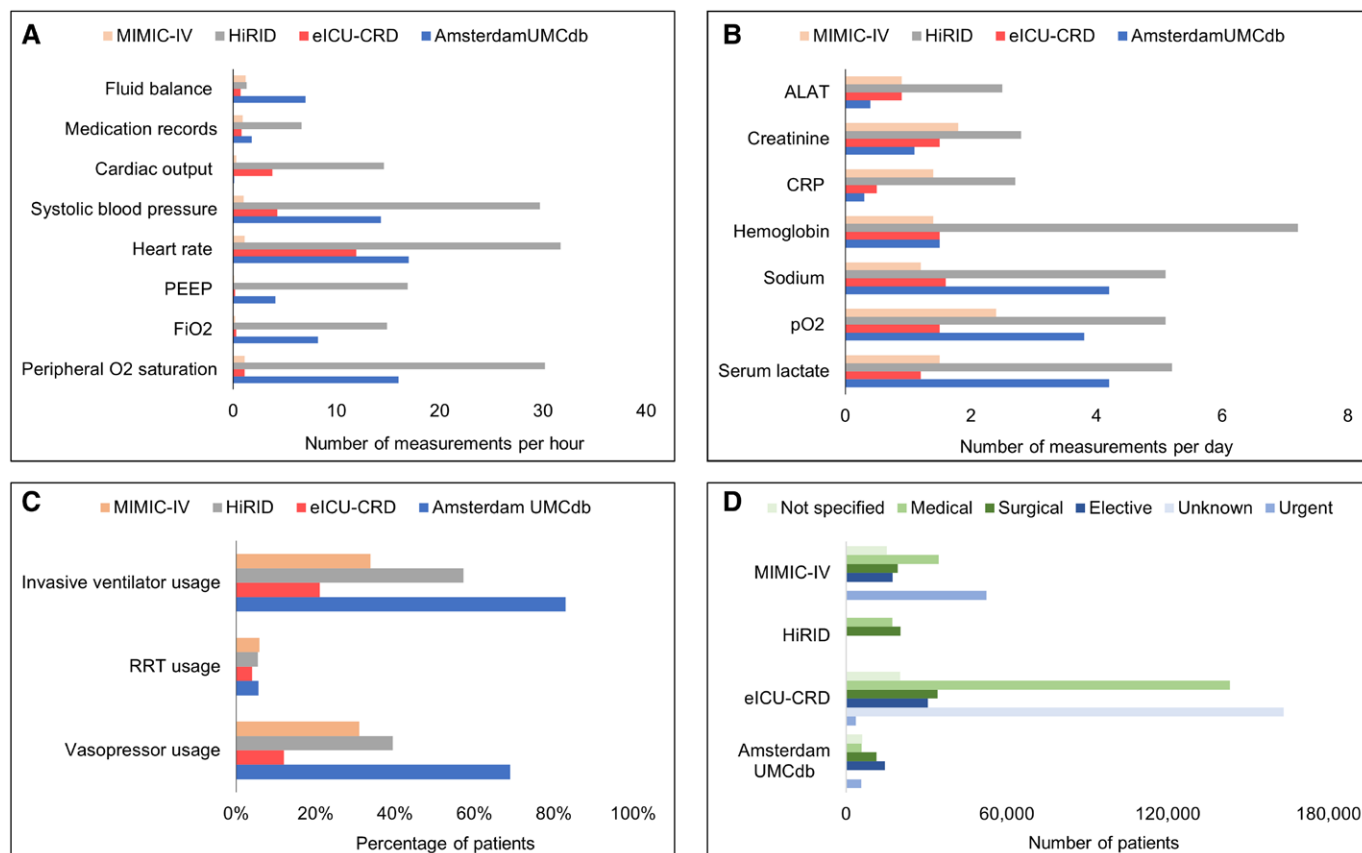 A
MIMIC-IV HiRID eICU-CRD AmsterdamUMCdb
Fluid balance
Medication records
Cardiac output
Systolic blood pressure
Heart rate
PEEP
FiO2
Peripheral O2 saturation
0 10 20 30 40
Number of measurements per hour
B
MIMIC-IV HiRID eICU-CRD AmsterdamUMCdb
ALAT
Creatinine
CRP
Hemoglobin
Sodium
pO2
Serum lactate
0 2 4 6 8
Number of measurements per day
C
MIMIC-IV HiRID eICU-CRD Amsterdam UMCdb
Invasive ventilator usage
RRT usage
Vasopressor usage
0% 20% 40% 60% 80% 100%
Percentage of patients
D
Not specified Medical Surgical Elective Unknown Urgent
MIMIC-IV
HiRID
eICU-CRD
Amsterdam
UMCdb
0 60,000 120,000 180,000
Number of patients